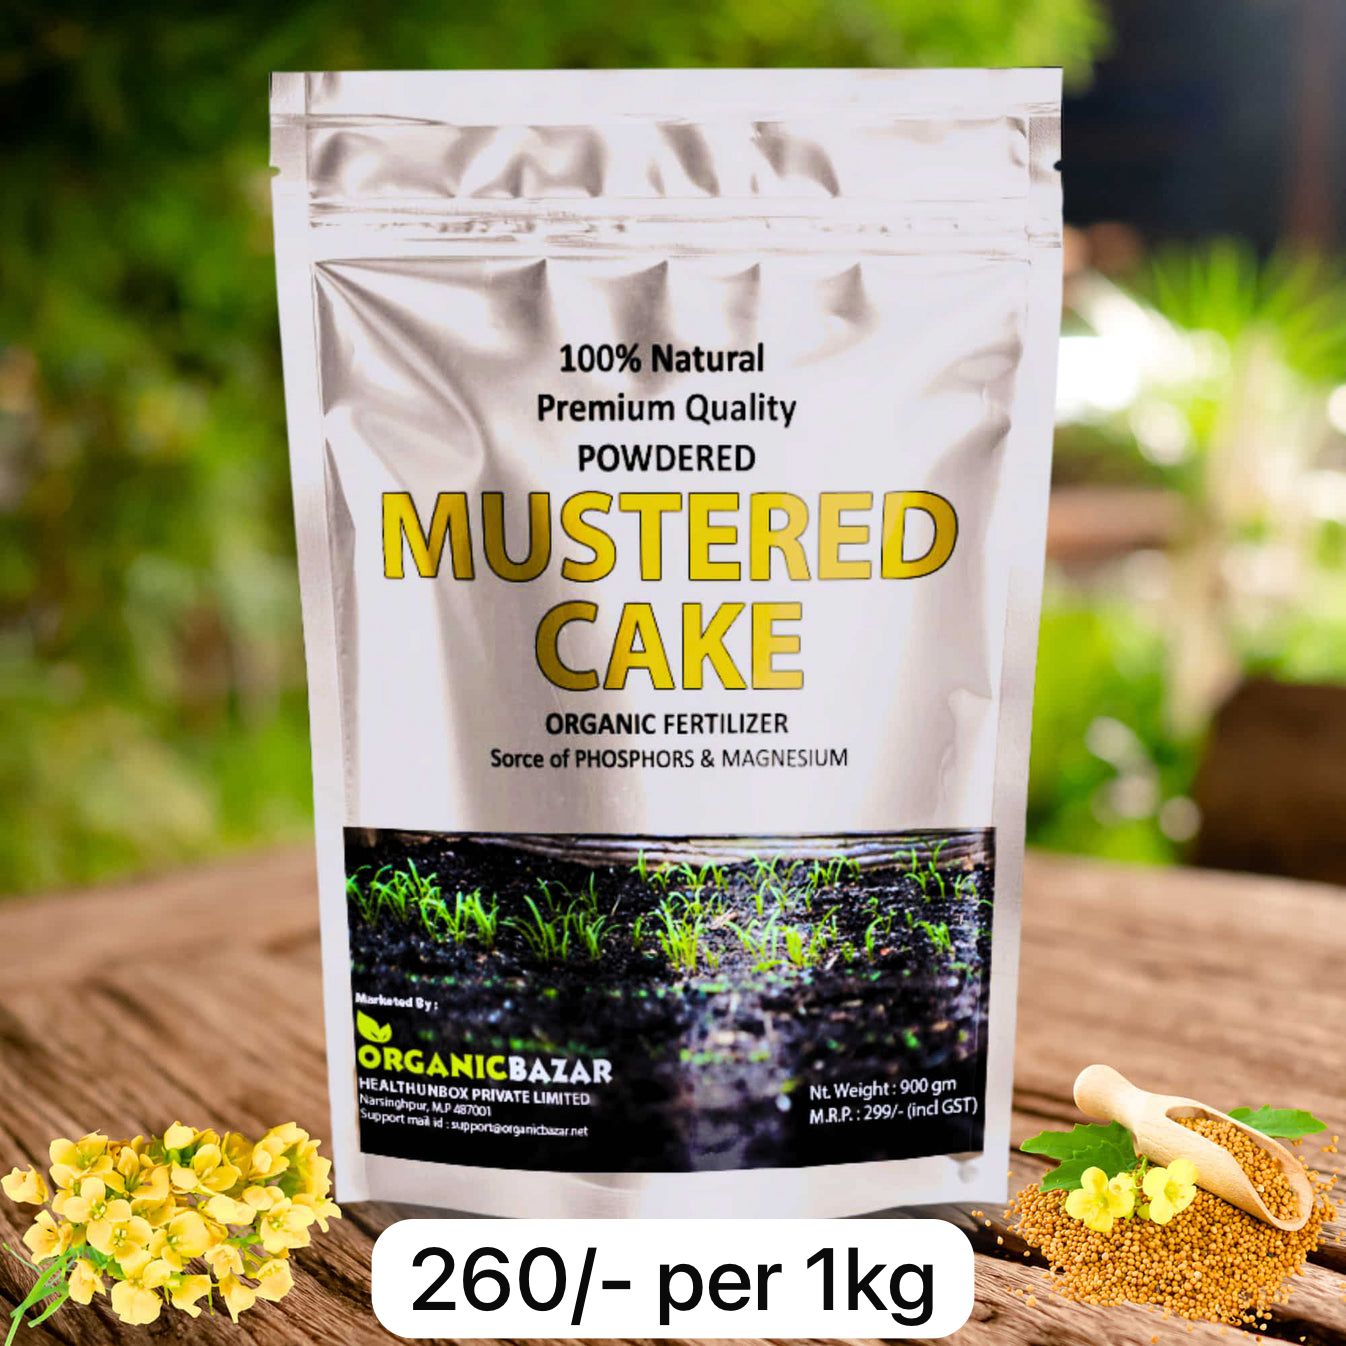 100% Natural
Premium Quality
POWDERED
MUSTERED
CAKE
ORGANIC FERTILIZER
Sorce of PHOSPHORS & MAGNESIUM
Marketed By :
ORGANICBAZAR
HEALTHUNBOX PRIVATE LIMITED
Narsinghpur, M.P 487001
Support mail id : support@organicbazar.net
Nt. Weight : 900 gm
M.R.P. : 299/- (incl GST)
260/- per 1kg